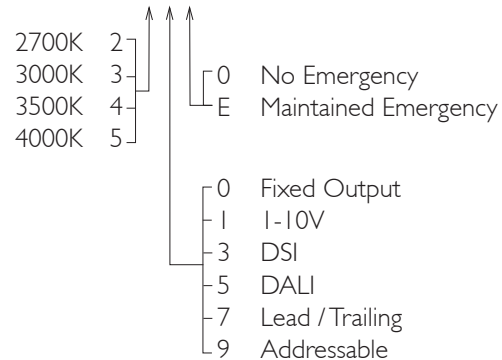 2700K 2
3000K 3
3500K 4
4000K 5
0 No Emergency
E Maintained Emergency
0 Fixed Output
1 1-10V
3 DSI
5 DALI
7 Lead / Trailing
9 Addressable